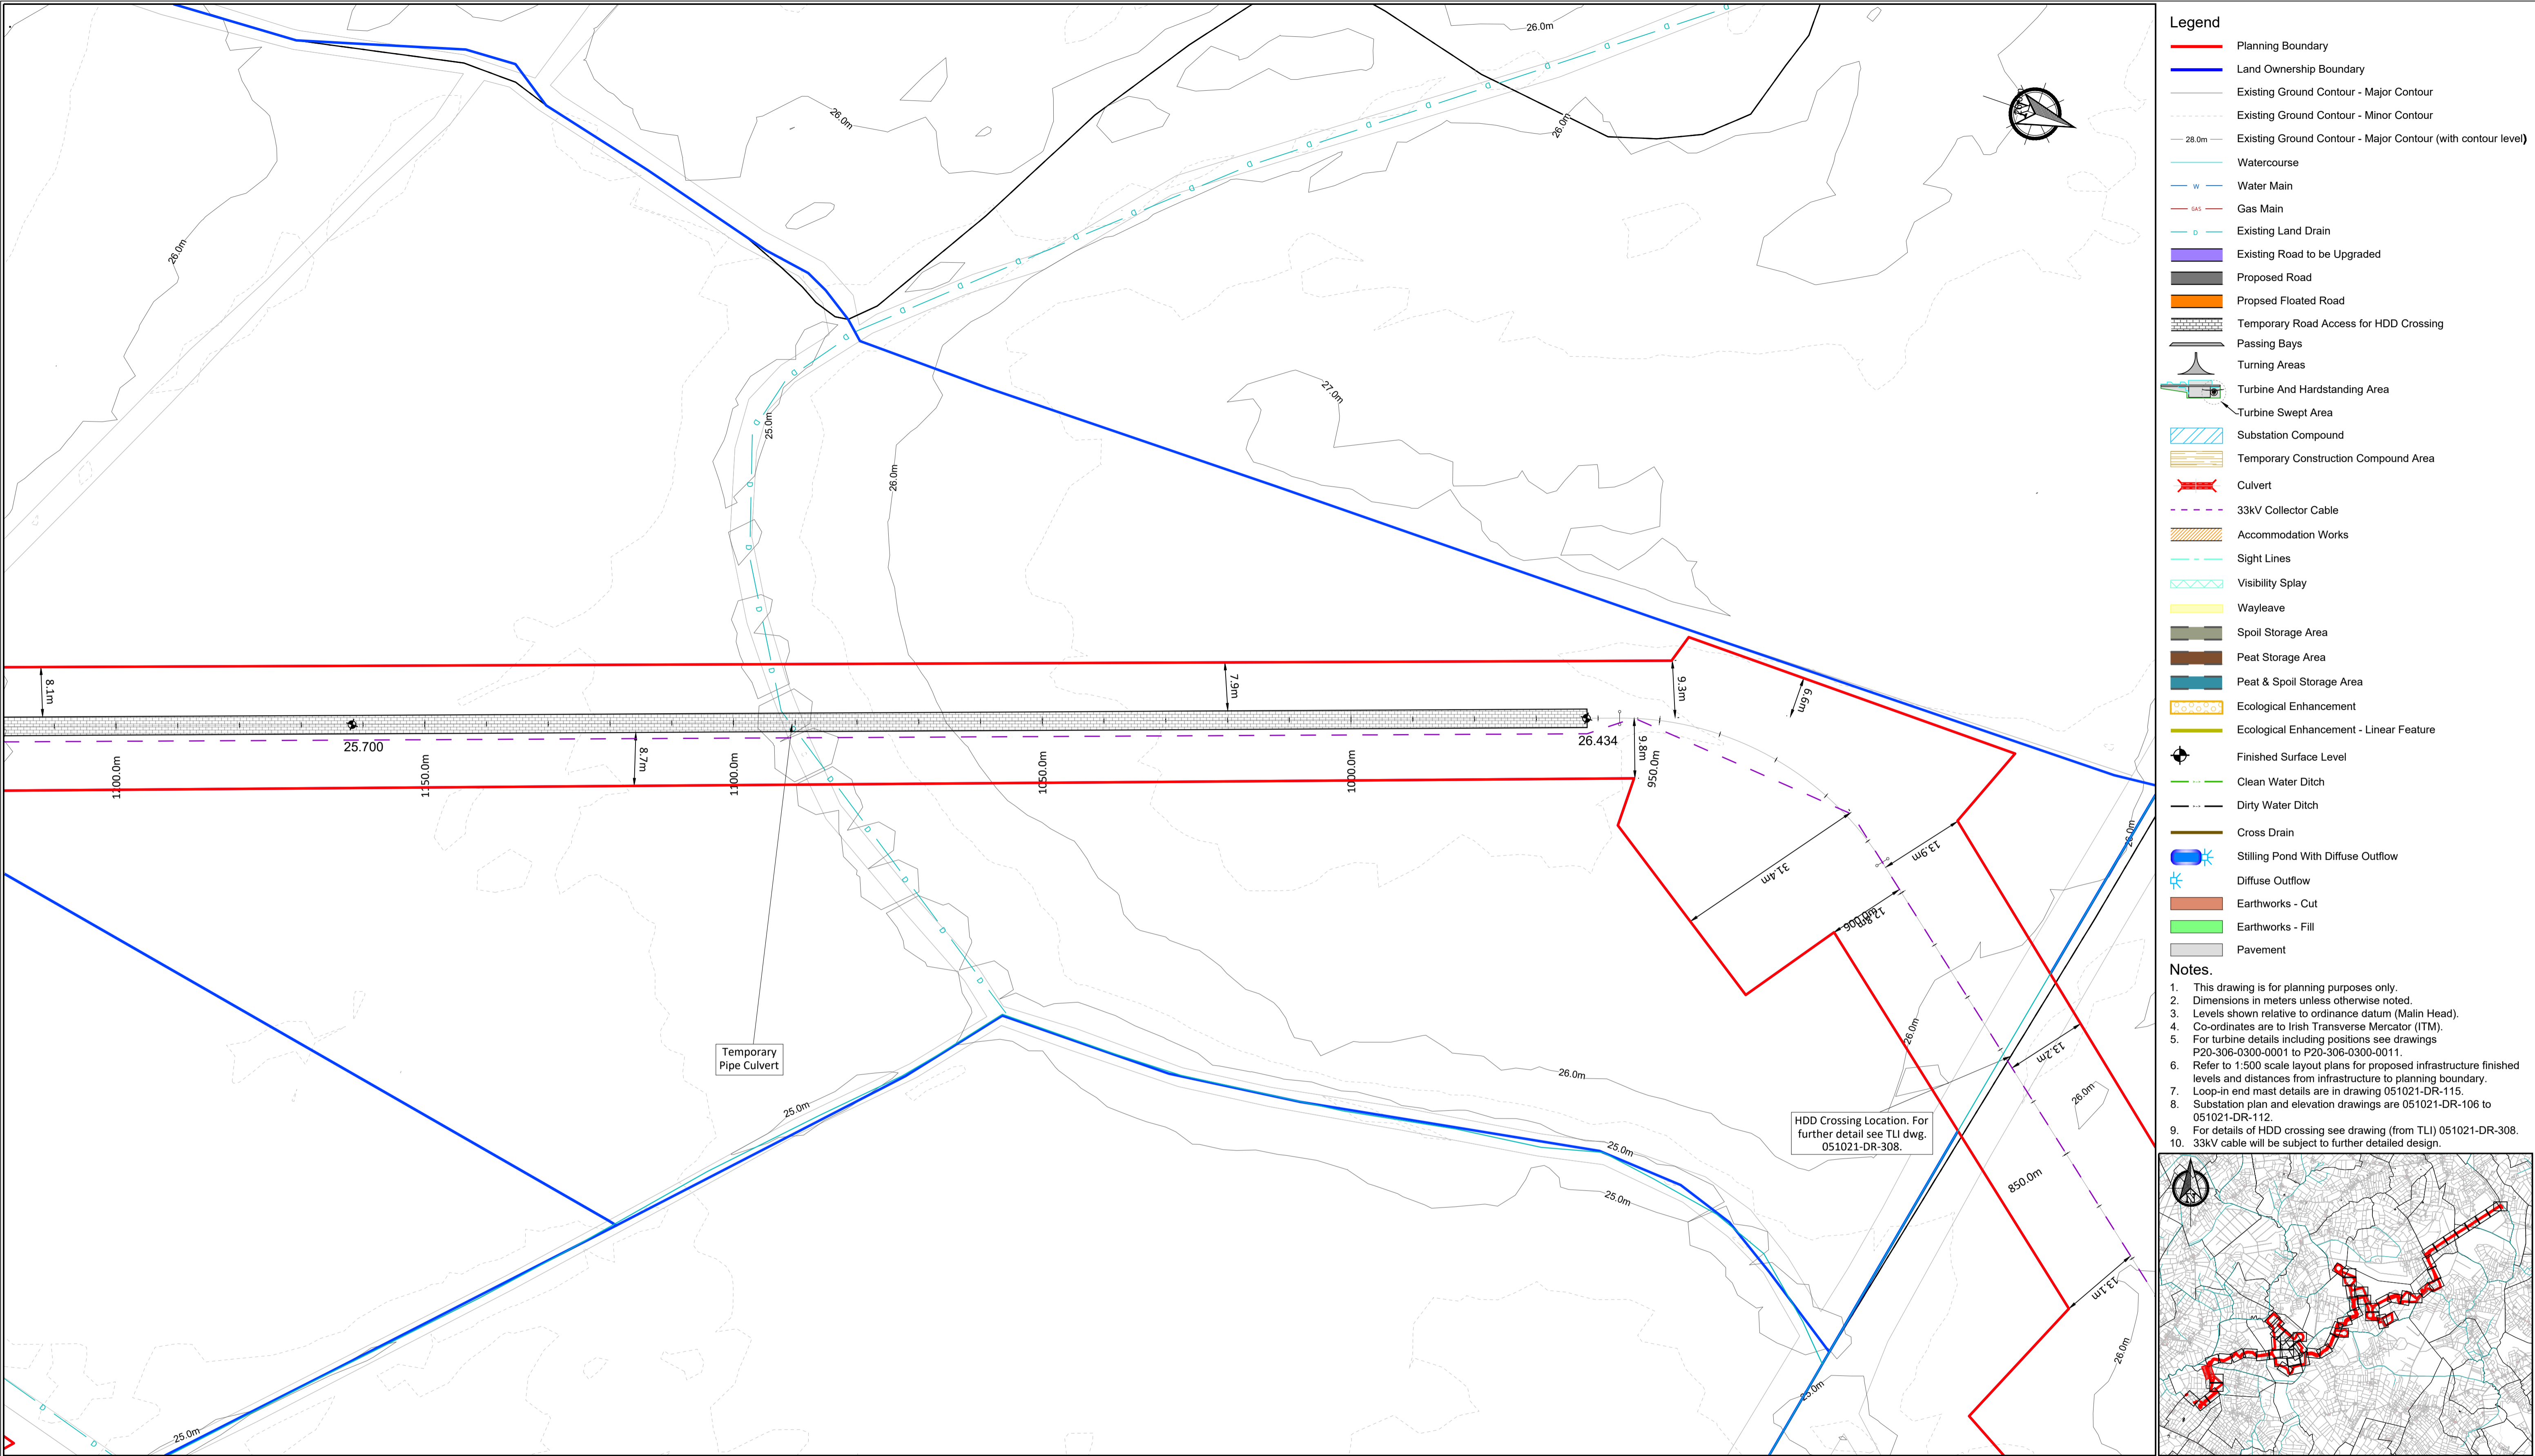 26.0m
26.0m
26.0m
26.0m
25.0m
26.0m
27.0m
8.1m
7.9m
9.3m
6.6m
25.700
26.434
8.7m
9.8m
1200.0m
1150.0m
1100.0m
1050.0m
1000.0m
950.0m
13.9m
31.4m
12.8m
900.0m
26.0m
26.0m
26.0m
13.2m
26.0m
Temporary
Pipe Culvert
25.0m
HDD Crossing Location. For
further detail see TLI dwg.
051021-DR-308.
25.0m
25.0m
850.0m
13.1m
26.0m
25.0m
25.0m
D D D D D D D D D D D
D D D D D D D D D D D D
D D
Legend
Planning Boundary
Land Ownership Boundary
Existing Ground Contour - Major Contour
Existing Ground Contour - Minor Contour
28.0m Existing Ground Contour - Major Contour (with contour level)
Watercourse
W Water Main
GAS Gas Main
D Existing Land Drain
Existing Road to be Upgraded
Proposed Road
Propsed Floated Road
Temporary Road Access for HDD Crossing
Passing Bays
Turning Areas
Turbine And Hardstanding Area
Turbine Swept Area
Substation Compound
Temporary Construction Compound Area
Culvert
33kV Collector Cable
Accommodation Works
Sight Lines
Visibility Splay
Wayleave
Spoil Storage Area
Peat Storage Area
Peat & Spoil Storage Area
Ecological Enhancement
Ecological Enhancement - Linear Feature
Finished Surface Level
Clean Water Ditch
Dirty Water Ditch
Cross Drain
Stilling Pond With Diffuse Outflow
Diffuse Outflow
Earthworks - Cut
Earthworks - Fill
Pavement
Notes.
1. This drawing is for planning purposes only.
2. Dimensions in meters unless otherwise noted.
3. Levels shown relative to ordinance datum (Malin Head).
4. Co-ordinates are to Irish Transverse Mercator (ITM).
5. For turbine details including positions see drawings
P20-306-0300-0001 to P20-306-0300-0011.
6. Refer to 1:500 scale layout plans for proposed infrastructure finished
levels and distances from infrastructure to planning boundary.
7. Loop-in end mast details are in drawing 051021-DR-115.
8. Substation plan and elevation drawings are 051021-DR-106 to
051021-DR-112.
9. For details of HDD crossing see drawing (from TLI) 051021-DR-308.
10. 33kV cable will be subject to further detailed design.
N